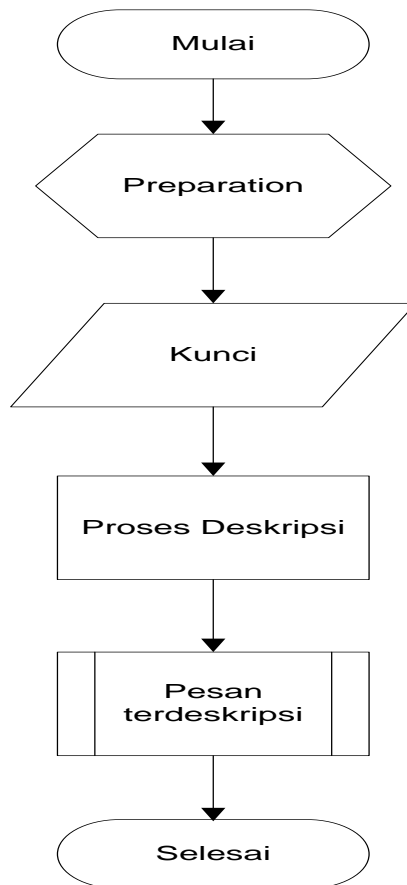 Mulai
Preparation
Kunci
Proses Deskripsi
Pesan
terdeskripsi
Selesai